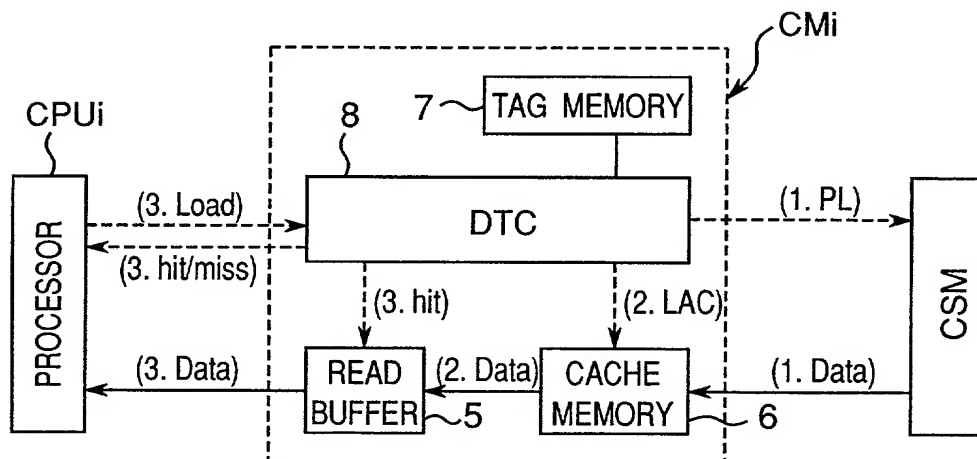 CMi
7
TAG MEMORY
CPUi
8
(3. Load)
DTC
(1. PL)
(3. hit/miss)
PROCESSOR
CSM
(3. hit)
(2. LAC)
(3. Data)
READ
BUFFER
5
(2. Data)
CACHE
MEMORY
6
(1. Data)